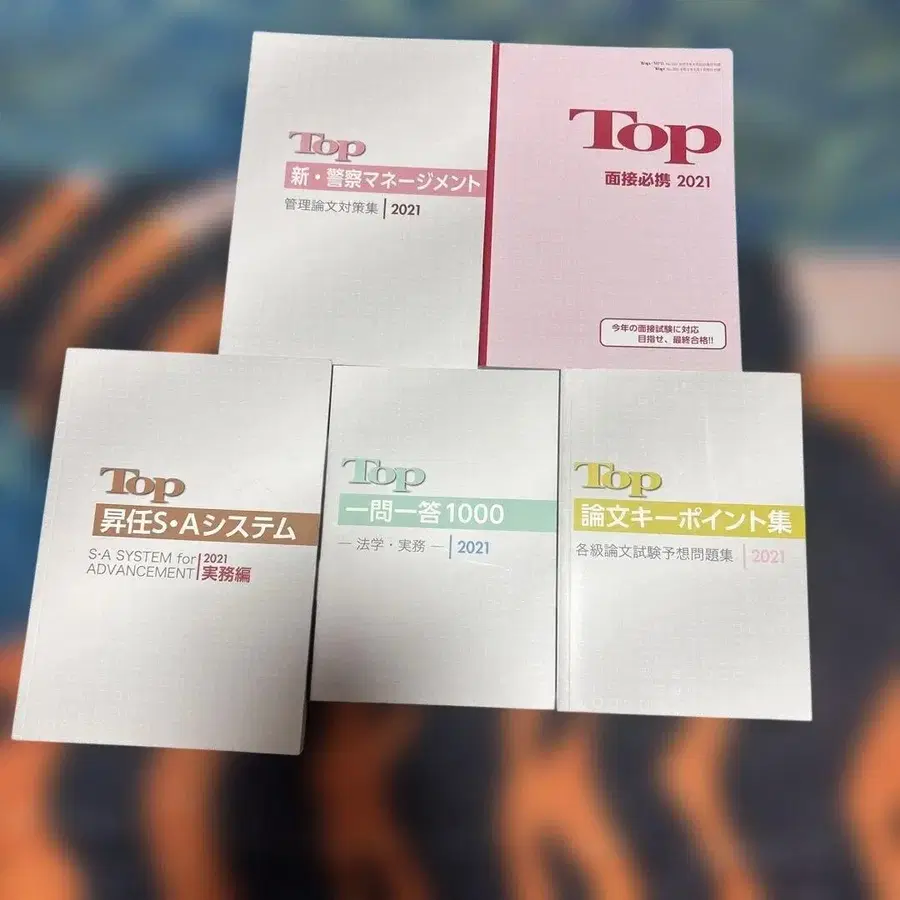 Top
新・警察マネージメント
管理論文対策集 2021
Top
面接必携 2021
今年の面接試験に対応
目指せ、最終合格!!
Top
昇任S・Aシステム
S・A SYSTEM for 2021
ADVANCEMENT 実務編
Top
一問一答1000
— 法学・実務 — 2021
Top
論文キーポイント集
各級論文試験予想問題集 2021